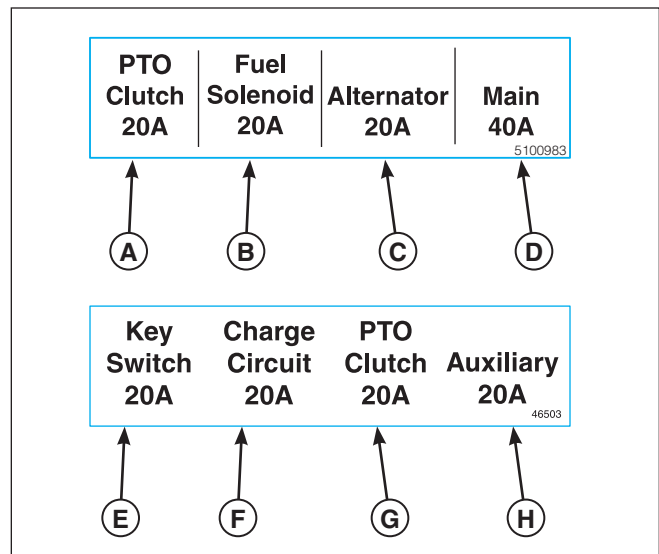 PTO Clutch 20A
Fuel Solenoid 20A
Alternator 20A
Main 40A
5100983
A
B
C
D
Key Switch 20A
Charge Circuit 20A
PTO Clutch 20A
Auxiliary 20A
46503
E
F
G
H